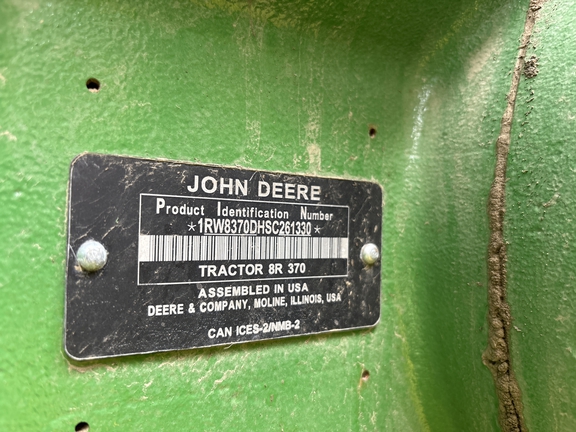 JOHN DEERE
Product Identification Number
*1RW8370DHSC261330*
TRACTOR 8R 370
ASSEMBLED IN USA
DEERE & COMPANY, MOLINE, ILLINOIS, USA
CAN ICES-2/NMB-2